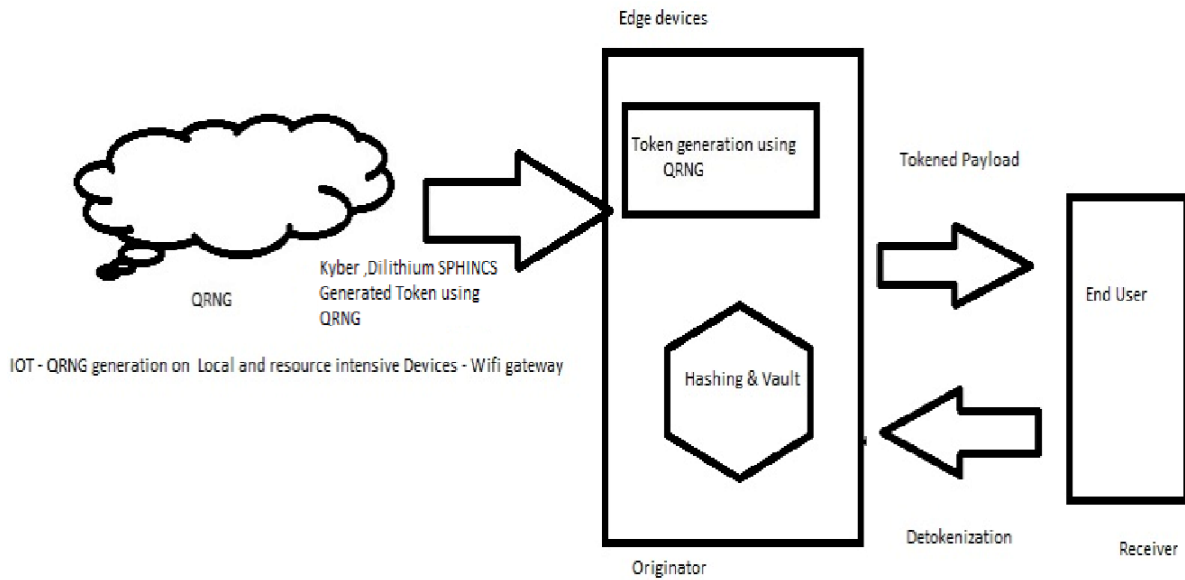 Edge devices
Token generation using
QRNG
Tokened Payload
Kyber ,Dilithium SPHINCS
Generated Token using
QRNG
QRNG
End User
IOT - QRNG generation on Local and resource intensive Devices - Wifi gateway
Hashing & Vault
Detokenization
Receiver
Originator